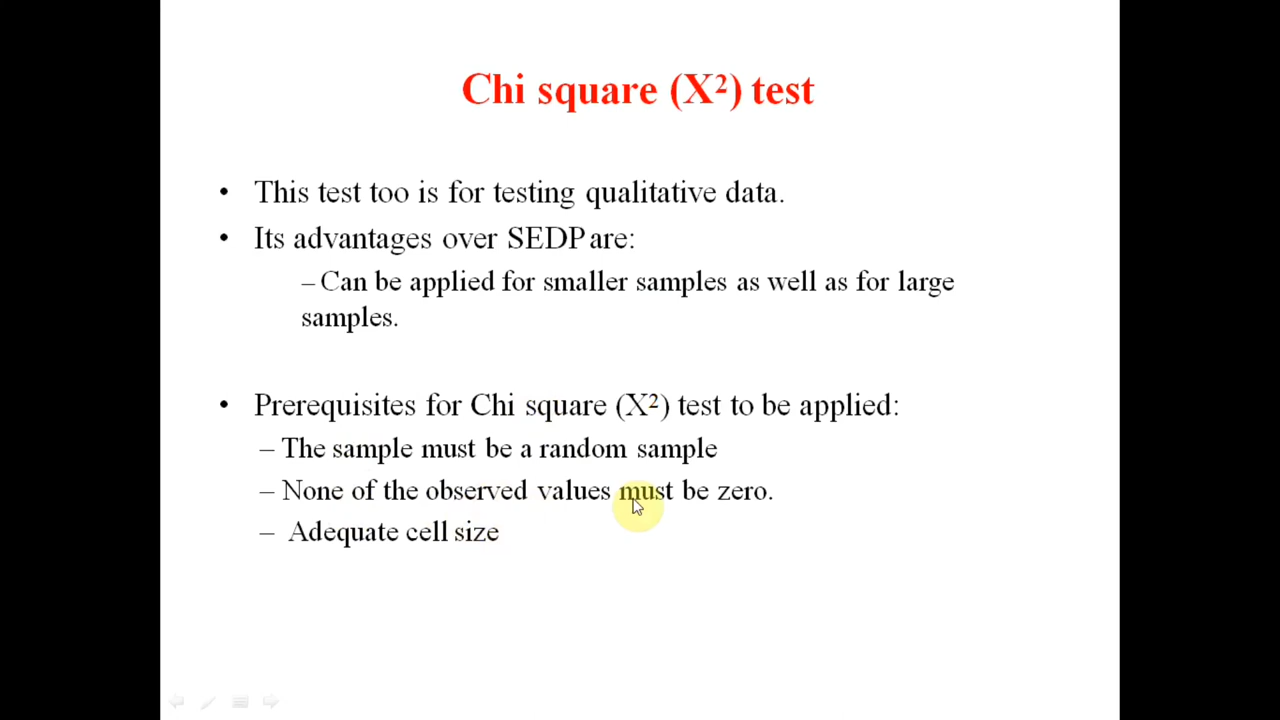 Chi square (X²) test
• This test too is for testing qualitative data.
• Its advantages over SEDP are:
– Can be applied for smaller samples as well as for large
samples.
• Prerequisites for Chi square (X²) test to be applied:
– The sample must be a random sample
– None of the observed values must be zero.
– Adequate cell size